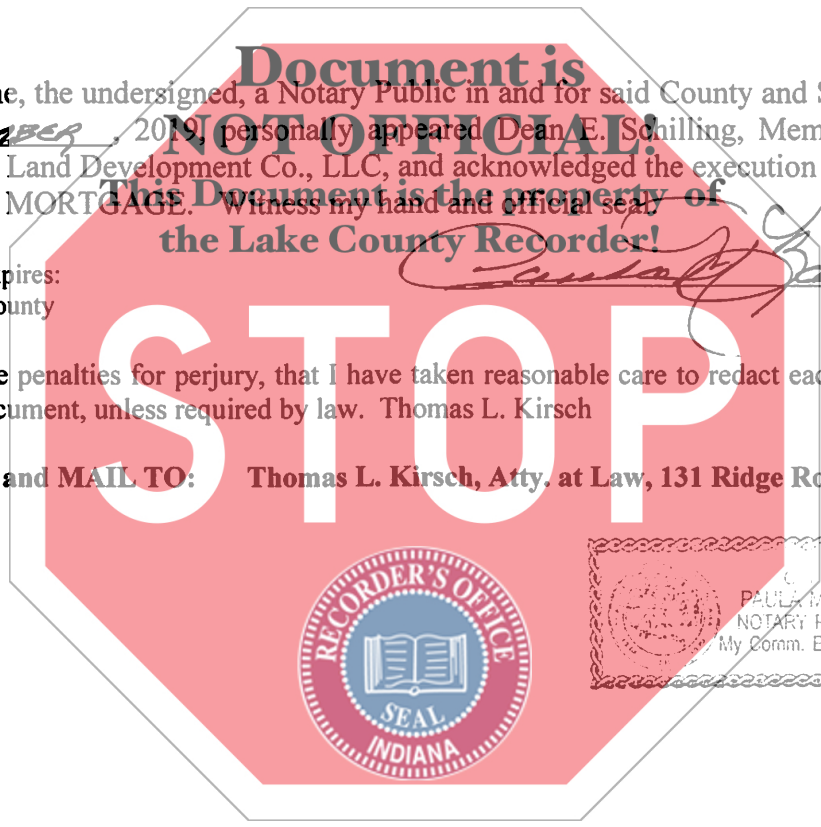 Document is
e, the undersigned, a Notary Public in and for said County and S
BER, 2019, personally appeared Dean E. Schilling, Mem
NOT OFFICIAL!
Land Development Co., LLC, and acknowledged the execution
This Document is the property of
MORTGAGE. Witness my hand and official seal.
the Lake County Recorder!
pires:
ounty
STOP
e penalties for perjury, that I have taken reasonable care to redact eac
cument, unless required by law. Thomas L. Kirsch
and MAIL TO: Thomas L. Kirsch, Atty. at Law, 131 Ridge Ro
PAULA M
NOTARY P
My Comm. E
RECORDER'S OFFICE
SEAL
INDIANA